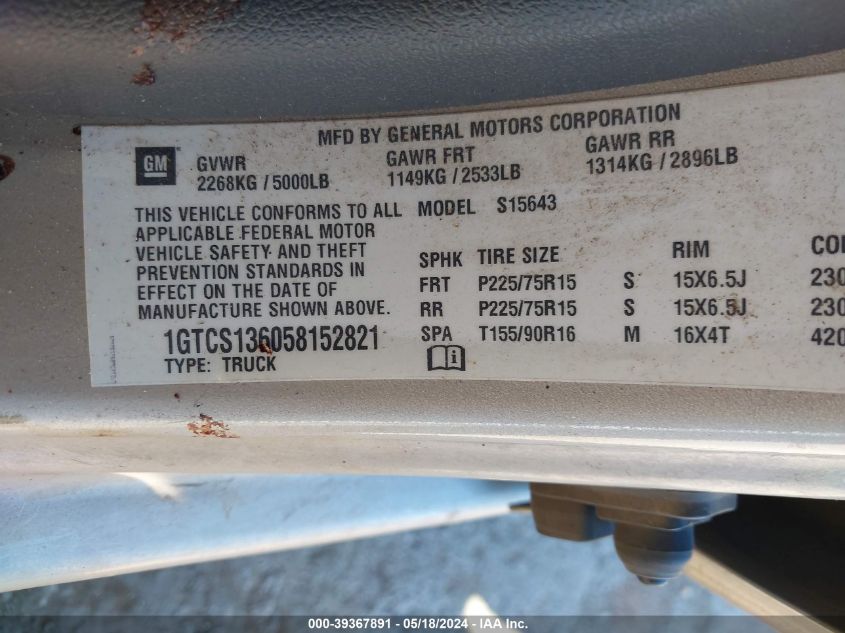 MFD BY GENERAL MOTORS CORPORATION
GM GVWR GAWR FRT GAWR RR
2268KG / 5000LB 1149KG / 2533LB 1314KG / 2896LB
THIS VEHICLE CONFORMS TO ALL
APPLICABLE FEDERAL MOTOR
VEHICLE SAFETY AND THEFT
PREVENTION STANDARDS IN
EFFECT ON THE DATE OF
MANUFACTURE SHOWN ABOVE.
1GTCS136058152821
TYPE: TRUCK
MODEL S15643
SPHK TIRE SIZE RIM
FRT P225/75R15 S 15X6.5J 230
RR P225/75R15 S 15X6.5J 230
SPA T155/90R16 M 16X4T 420
000-39367891 / 05/18/2024 - IAA Inc.